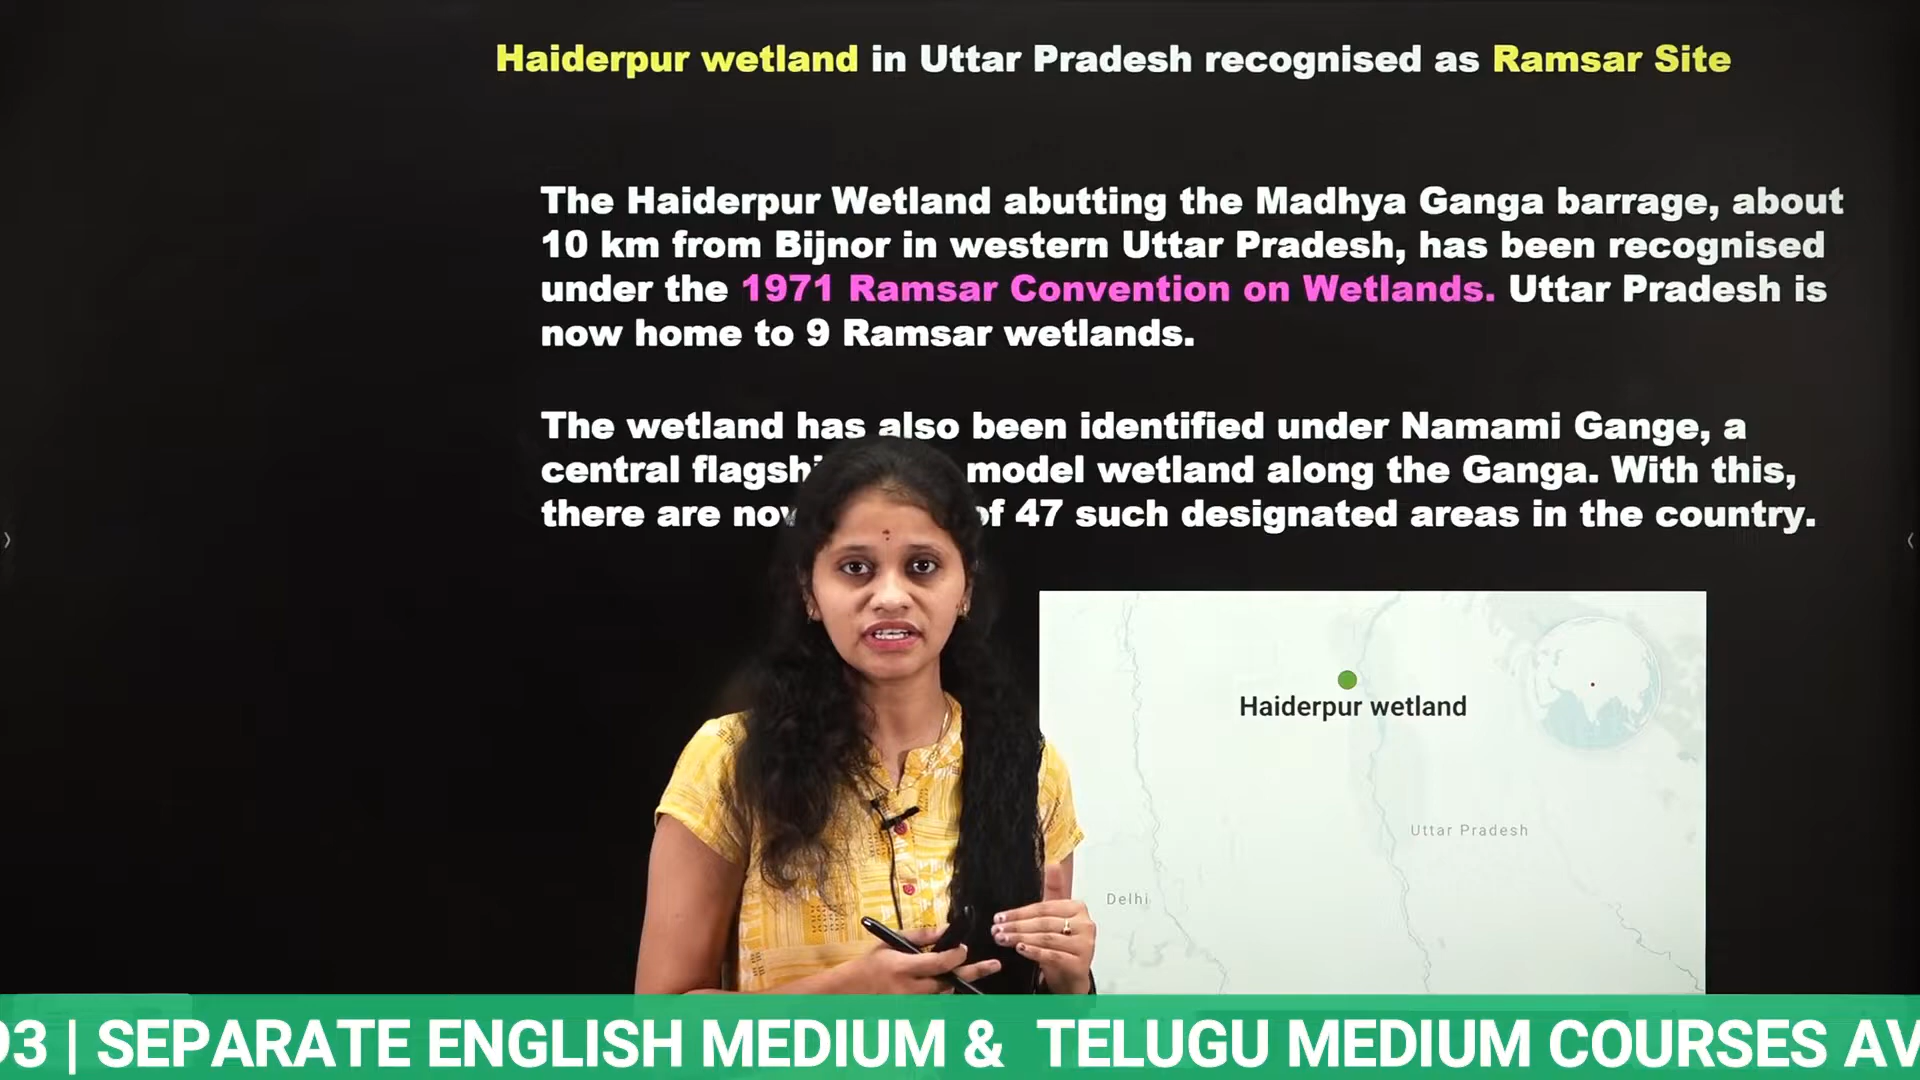 Haiderpur wetland in Uttar Pradesh recognised as Ramsar Site
The Haiderpur Wetland abutting the Madhya Ganga barrage, about
10 km from Bijnor in western Uttar Pradesh, has been recognised
under the 1971 Ramsar Convention on Wetlands. Uttar Pradesh is
now home to 9 Ramsar wetlands.
The wetland has also been identified under Namami Gange, a
central model wetland along the Ganga. With this,
there are of 47 such designated areas in the country.
Haiderpur wetland
Uttar Pradesh
Delhi
93 | SEPARATE ENGLISH MEDIUM & TELUGU MEDIUM COURSES AV